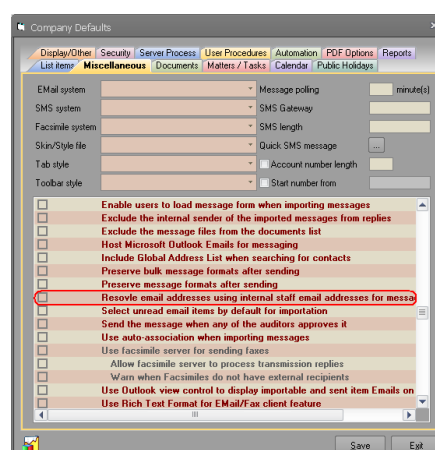 Company Defaults
Display/Other Security Server Process User Procedures Automation PDF Options Reports
List items Miscellaneous Documents Matters / Tasks Calendar Public Holidays
EMail system Message polling minute(s)
SMS system SMS Gateway
Facsimile system SMS length
Skin/Style file Quick SMS message ...
Tab style Account number length
Toolbar style Start number from
Enable users to load message form when importing messages
Exclude the internal sender of the imported messages from replies
Exclude the message files from the documents list
Host Microsoft Outlook Emails for messaging
Include Global Address List when searching for contacts
Preserve bulk message formats after sending
Preserve message formats after sending
Resovle email addresses using internal staff email addresses for messa
Select unread email items by default for importation
Send the message when any of the auditors approves it
Use auto-association when importing messages
Use facsimile server for sending faxes
Allow facsimile server to process transmission replies
Warn when Facsimiles do not have external recipients
Use Outlook view control to display importable and sent item Emails on
Use Rich Text Format for EMail/Fax client feature
Save Exit